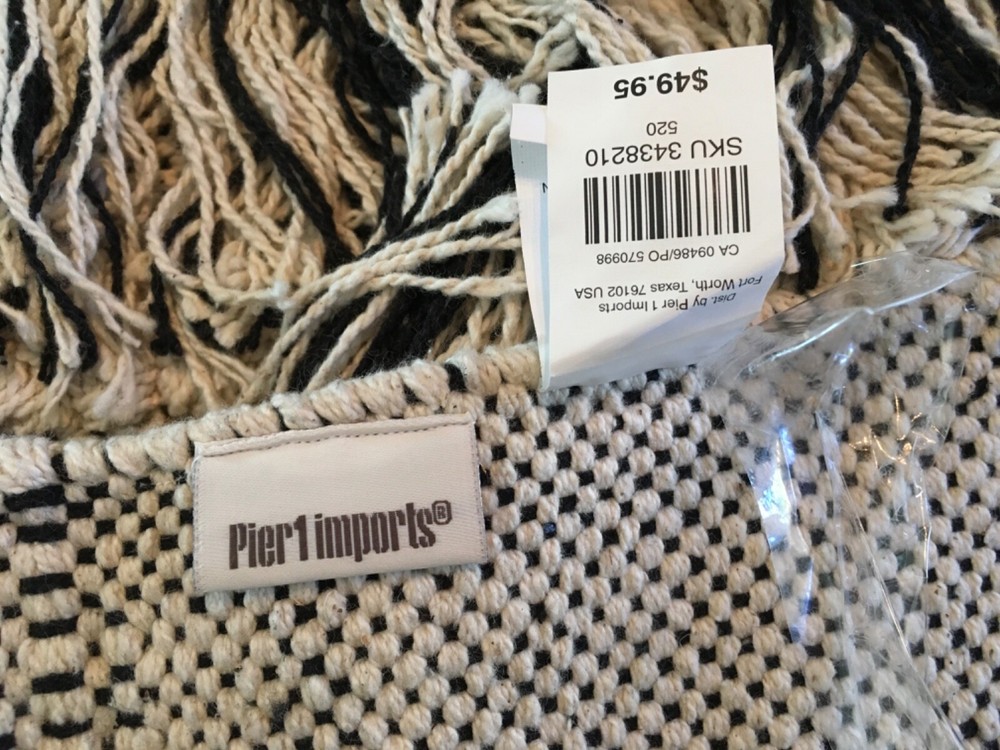 $49.95
520
SKU 3438210
CA 09486/PO 570998
Dist. by Pier 1 Imports
Fort Worth, Texas 76102 USA
Pier1 imports®